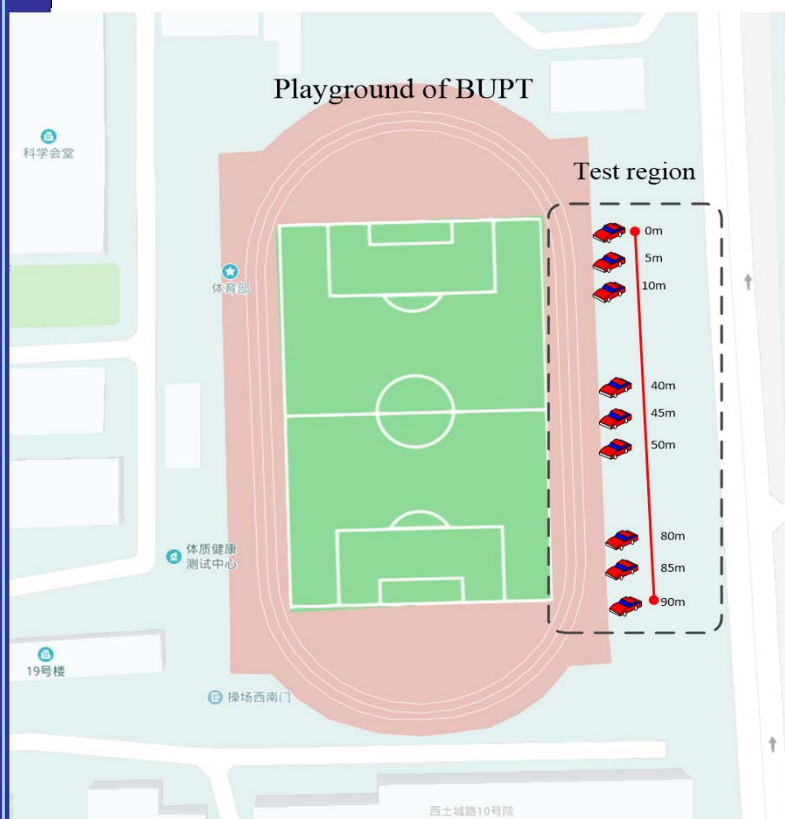 Playground of BUPT
科学会堂
Test region
0m
5m
体育部
10m
40m
45m
50m
80m
体质健康
测试中心
85m
90m
19号楼
操场西南门
西土城路10号院